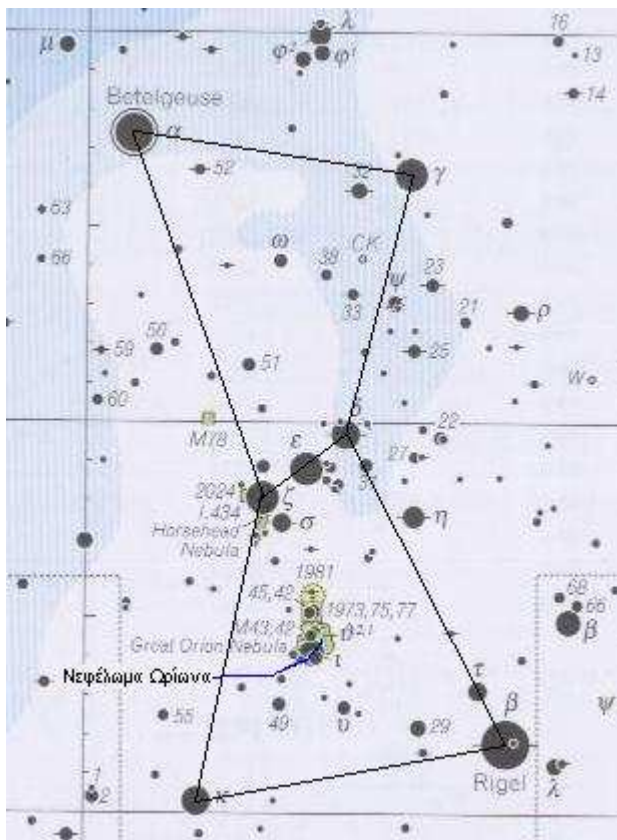 λ
16
μ
φ² φ¹
13
14
Betelgeuse
α
52
32
γ
63
66
ω
38
CK
ψ
23
33
21
ρ
56
59
51
25
W
60
M78
δ
22
ε
27
31
2024
ζ
I.434
σ
η
Horsehead
Nebula
1981
45,42
68
66
1973,75,77
M43,42
β
Great Orion Nebula
ι
Νεφέλωμα Ωρίωνα
τ
ψ
55
49
υ
29
β
Rigel
λ
1
2
κ